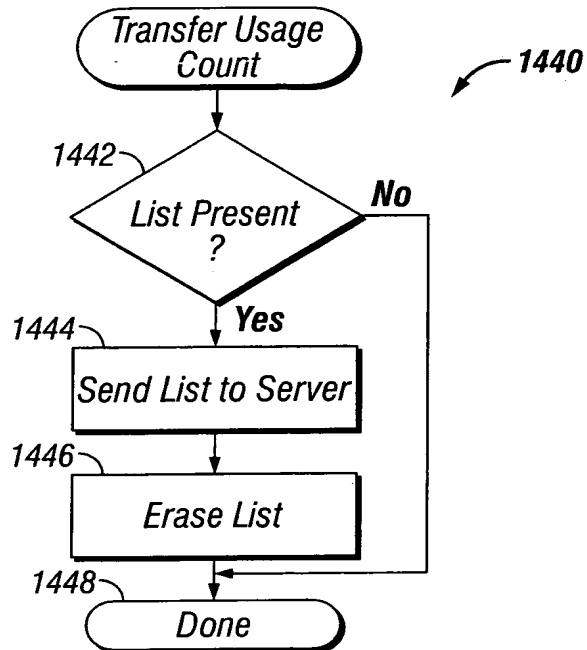 Transfer Usage
Count
1440
1442
List Present
?
No
Yes
1444
Send List to Server
1446
Erase List
1448
Done